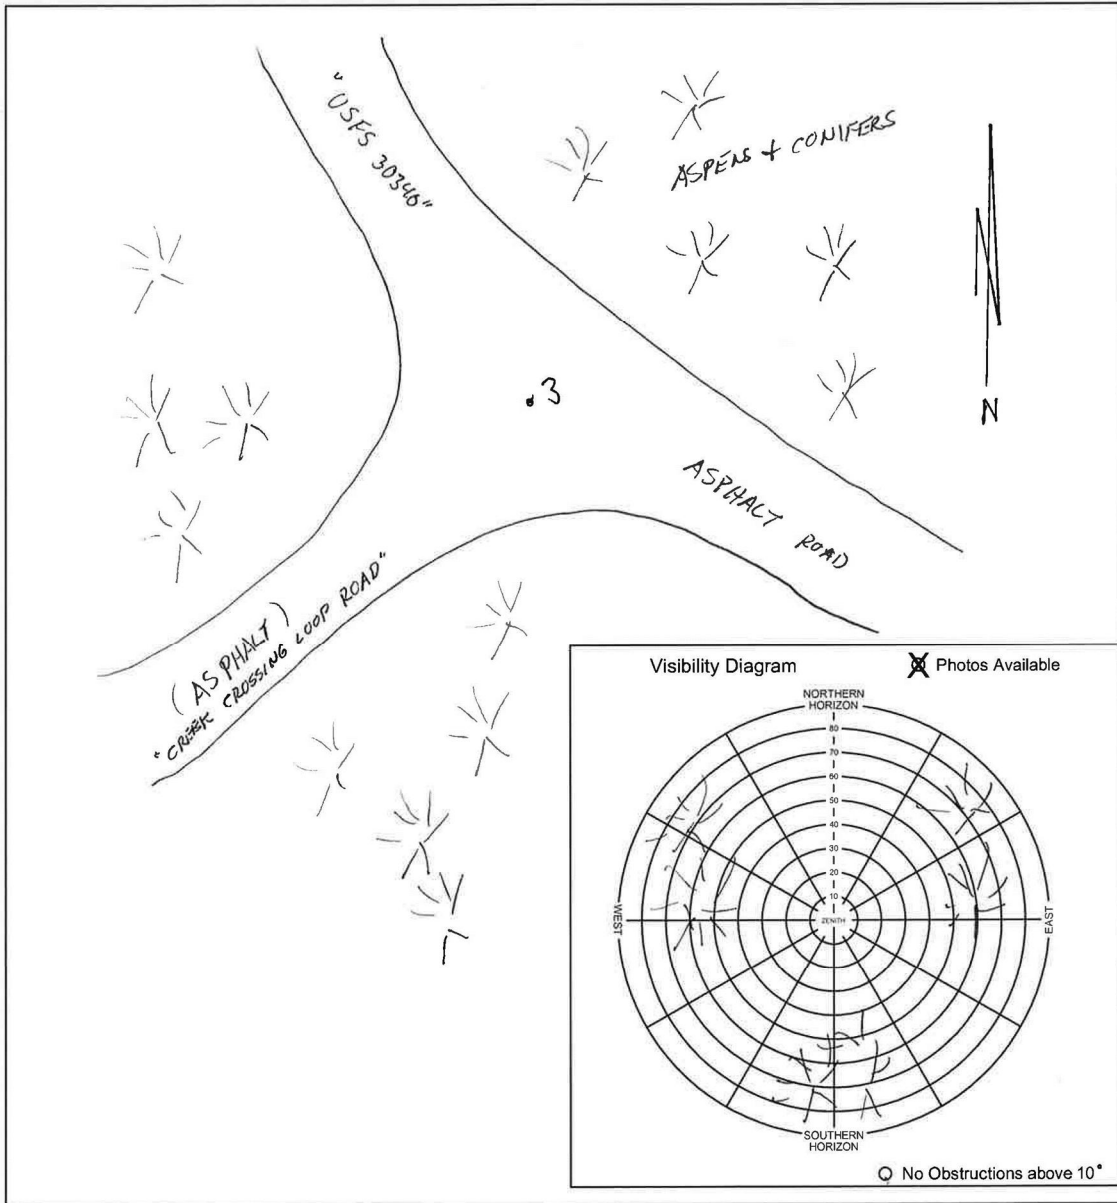 "USFS 30346"
ASPENS + CONIFERS
N
.3
ASPHALT ROAD
(ASPHALT)
"CREEK CROSSING LOOP ROAD"
Visibility Diagram
Photos Available
NORTHERN
HORIZON
80
70
60
50
40
30
20
10
ZENITH
WEST
EAST
SOUTHERN
HORIZON
No Obstructions above 10°